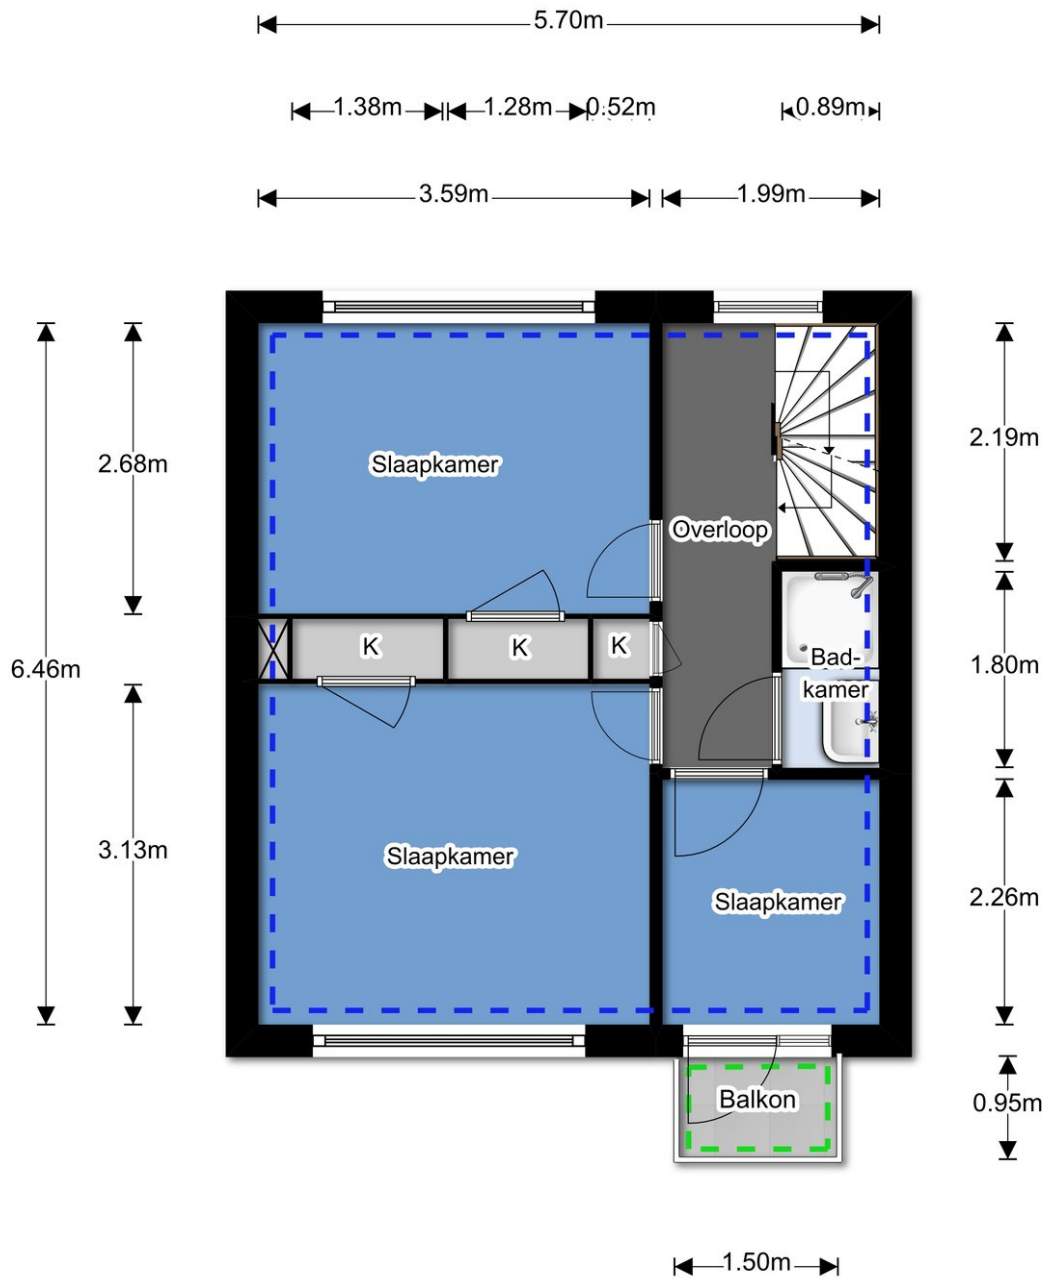 5.70m
1.38m 1.28m 0.52m 0.89m
3.59m 1.99m
2.68m Slaapkamer 2.19m
Overloop
6.46m K K K Bad- 1.80m
kamer
3.13m Slaapkamer
Slaapkamer 2.26m
Balkon 0.95m
1.50m